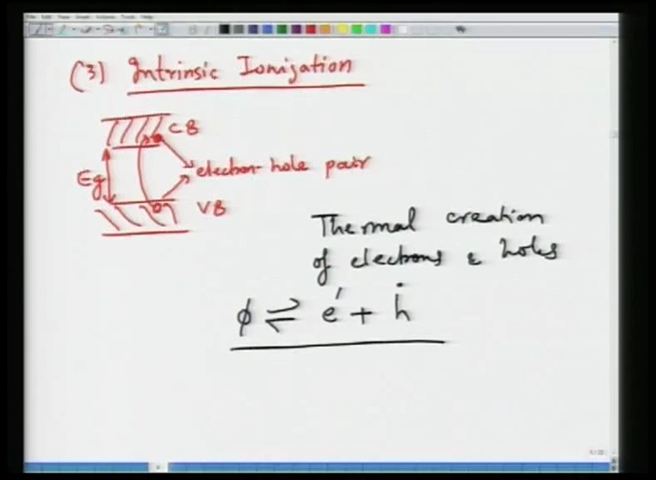 (3) Intrinsic Ionization
CB
Eg
electron-hole pair
VB
Thermal creation
of electrons & holes
φ ⇌ e′ + h˙